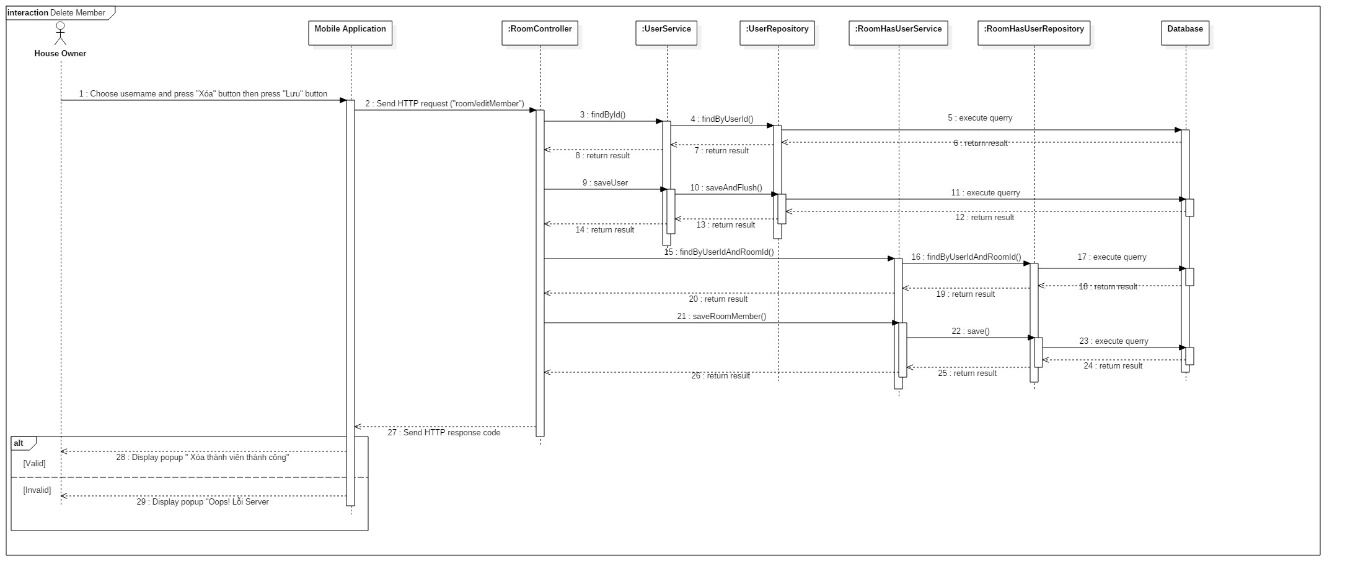 interaction Delete Member
House Owner
Mobile Application
:RoomController
:UserService
:UserRepository
:RoomHasUserService
:RoomHasUserRepository
Database
1 : Choose username and press "Xóa" button then press "Lưu" button
2 : Send HTTP request ("room/editMember")
3 : findById()
4 : findByUserId()
5 : execute querry
6 : return result
7 : return result
8 : return result
9 : saveUser
10 : saveAndFlush()
11 : execute querry
12 : return result
13 : return result
14 : return result
15 : findByUserIdAndRoomId()
16 : findByUserIdAndRoomId()
17 : execute querry
18 : return result
19 : return result
20 : return result
21 : saveRoomMember()
22 : save()
23 : execute querry
24 : return result
25 : return result
26 : return result
27 : Send HTTP response code
alt
28 : Display popup " Xóa thành viên thành công"
[Valid]
[Invalid]
29 : Display popup "Oops! Lỗi Server